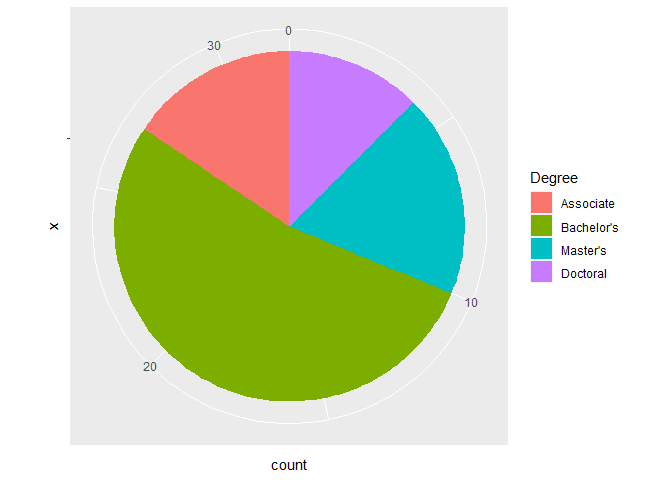 0
30
10
20
x
count
Degree
Associate
Bachelor's
Master's
Doctoral